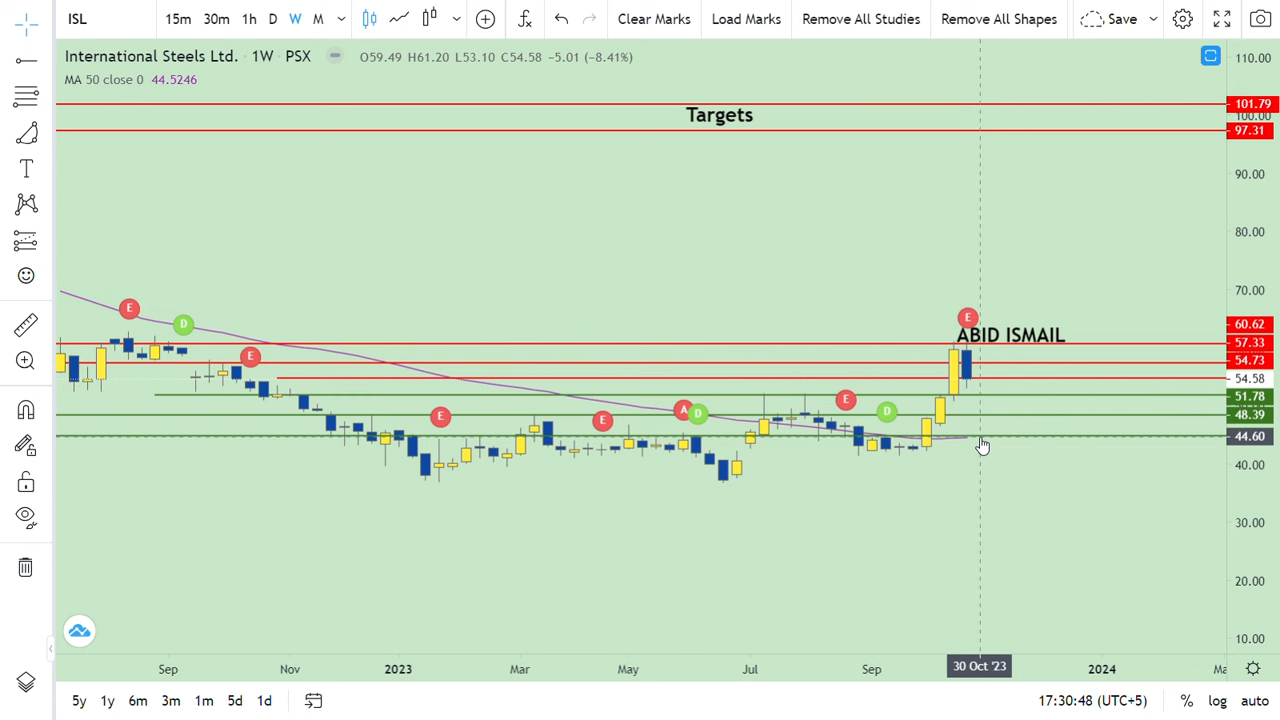 ISL 15m 30m 1h D W M Clear Marks Load Marks Remove All Studies Remove All Shapes Save
International Steels Ltd. · 1W · PSX O59.49 H61.20 L53.10 C54.58 −5.01 (−8.41%)
MA 50 close 0 44.5246
110.00
101.79
100.00
Targets
97.31
90.00
80.00
70.00
E
E
D
60.62
ABID ISMAIL
57.33
E
54.73
54.58
51.78
E
A
D
D
48.39
E
E
44.60
40.00
30.00
20.00
10.00
Sep Nov 2023 Mar May Jul Sep 30 Oct '23 2024 Ma
5y 1y 6m 3m 1m 5d 1d 17:30:48 (UTC+5) % log auto